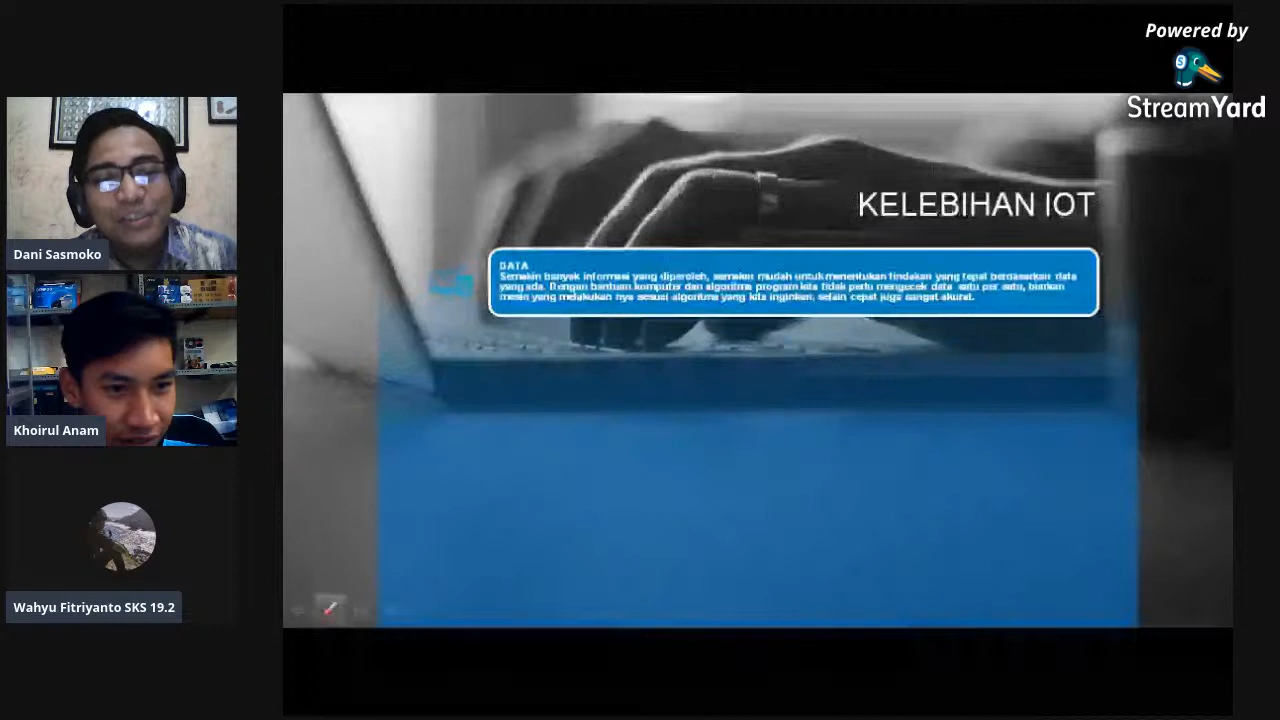 Powered by
StreamYard
Dani Sasmoko
Khoirul Anam
Wahyu Fitriyanto SKS 19.2
KELEBIHAN IOT
DATA
Semakin banyak informasi yang diperoleh, semakin mudah untuk menentukan tindakan yang tepat berdasarkan data
yang ada. Dengan bantuan komputer dan algoritma program kita tidak perlu mengecek data satu per satu, biarkan
mesin yang melakukan nya sesuai algoritma yang kita inginkan, selain cepat juga sangat akurat.